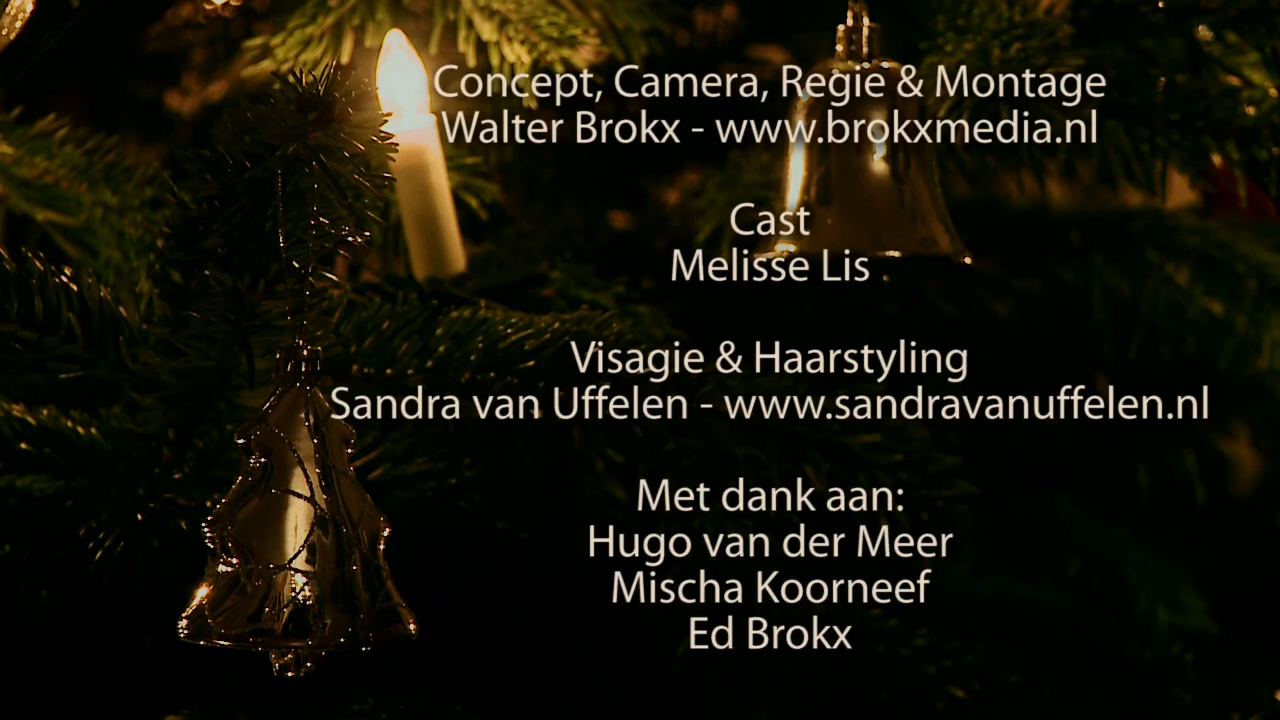 Concept, Camera, Regie & Montage
Walter Brokx - www.brokxmedia.nl
Cast
Melisse Lis
Visagie & Haarstyling
Sandra van Uffelen - www.sandravanuffelen.nl
Met dank aan:
Hugo van der Meer
Mischa Koorneef
Ed Brokx